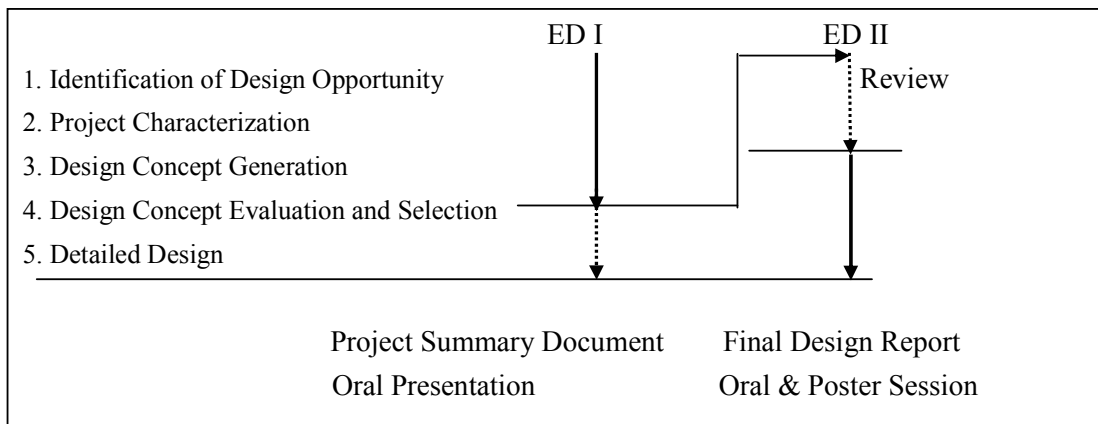 ED I ED II
1. Identification of Design Opportunity Review
2. Project Characterization
3. Design Concept Generation
4. Design Concept Evaluation and Selection
5. Detailed Design
Project Summary Document Final Design Report
Oral Presentation Oral & Poster Session